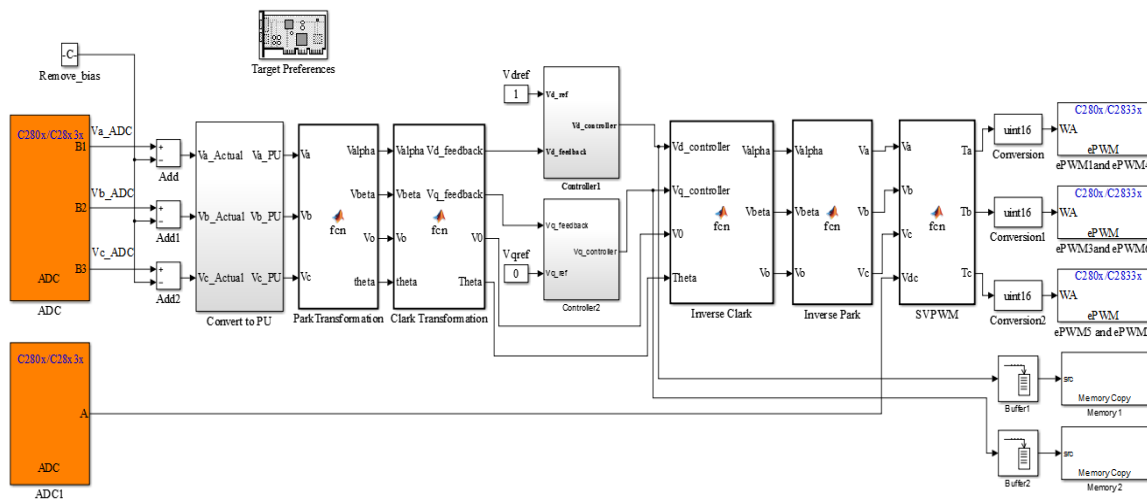 -C-
Remove_bias
Target Preferences
C280x/C28x3x
B1
B2
B3
ADC
ADC
Va_ADC
Vb_ADC
Vc_ADC
+
−
Add
+
−
Add1
+
−
Add2
Va_Actual
Vb_Actual
Vc_Actual
Va_PU
Vb_PU
Vc_PU
Convert to PU
Va
Vb
Vc
fcn
Valpha
Vbeta
Vo
theta
Park Transformation
Valpha
Vbeta
Vo
theta
fcn
Vd_feedback
Vq_feedback
V0
Theta
Clark Transformation
Vdref
1
Vd_ref
Vd_feedback
Vd_controller
Controller1
Vqref
0
Vq_feedback
Vq_ref
Vq_controller
Controller2
Vd_controller
Vq_controller
V0
Theta
fcn
Valpha
Vbeta
Vo
Inverse Clark
Valpha
Vbeta
Vo
fcn
Va
Vb
Vc
Inverse Park
Va
Vb
Vc
Vdc
fcn
Ta
Tb
Tc
SVPWM
uint16
Conversion
uint16
Conversion1
uint16
Conversion2
C280x/C2833x
WA
ePWM
ePWM1and ePWM4
C280x/C2833x
WA
ePWM
ePWM3and ePWM6
C280x/C2833x
WA
ePWM
ePWM5 and ePWM
C280x/C28x3x
A
ADC
ADC1
Buffer1
src
Memory Copy
Memory 1
Buffer2
src
Memory Copy
Memory 2